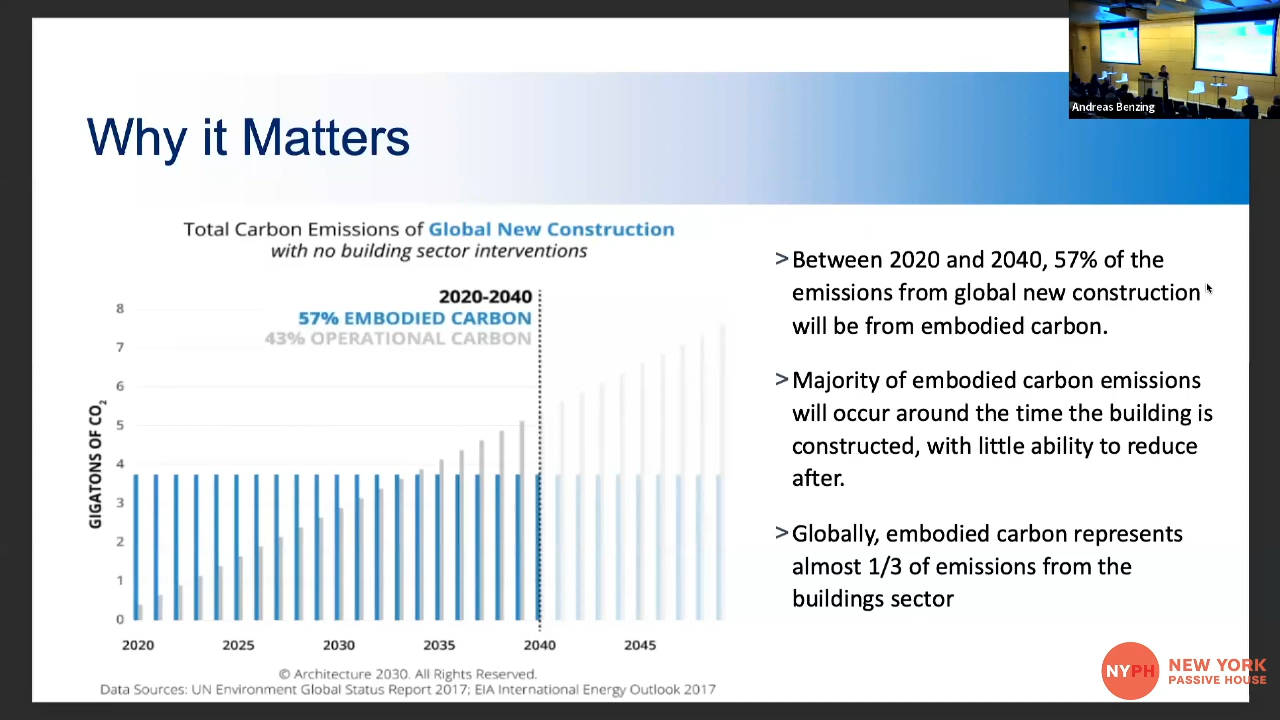 Andreas Benzing
Why it Matters
Total Carbon Emissions of Global New Construction
with no building sector interventions
2020-2040
57% EMBODIED CARBON
43% OPERATIONAL CARBON
GIGATONS OF CO2
8
7
6
5
4
3
2
1
0
2020 2025 2030 2035 2040 2045
© Architecture 2030. All Rights Reserved.
Data Sources: UN Environment Global Status Report 2017; EIA International Energy Outlook 2017
> Between 2020 and 2040, 57% of the
emissions from global new construction
will be from embodied carbon.
> Majority of embodied carbon emissions
will occur around the time the building is
constructed, with little ability to reduce
after.
> Globally, embodied carbon represents
almost 1/3 of emissions from the
buildings sector
NYPH
NEW YORK
PASSIVE HOUSE